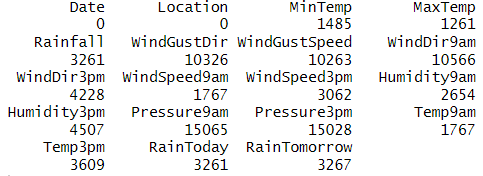 Date Location MinTemp MaxTemp
0 0 1485 1261
Rainfall WindGustDir WindGustSpeed WindDir9am
3261 10326 10263 10566
WindDir3pm WindSpeed9am WindSpeed3pm Humidity9am
4228 1767 3062 2654
Humidity3pm Pressure9am Pressure3pm Temp9am
4507 15065 15028 1767
Temp3pm RainToday RainTomorrow
3609 3261 3267